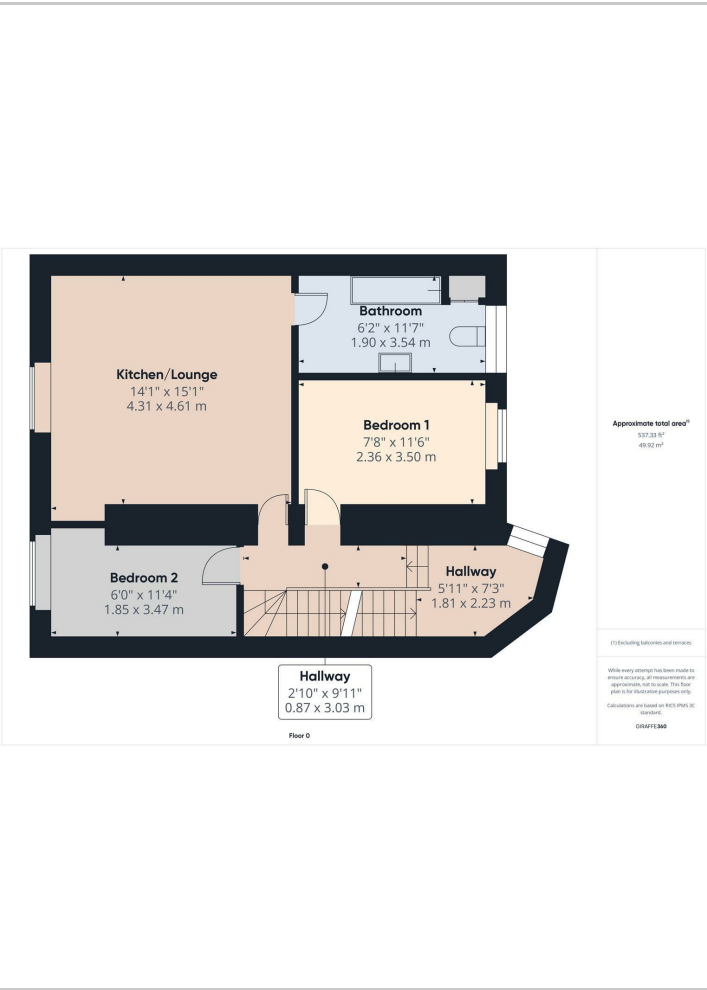 Kitchen/Lounge
14'1" x 15'1"
4.31 x 4.61 m
Bathroom
6'2" x 11'7"
1.90 x 3.54 m
Bedroom 1
7'8" x 11'6"
2.36 x 3.50 m
Bedroom 2
6'0" x 11'4"
1.85 x 3.47 m
Hallway
5'11" x 7'3"
1.81 x 2.23 m
Hallway
2'10" x 9'11"
0.87 x 3.03 m
Floor 0
Approximate total area⁽¹⁾
537.33 ft²
49.92 m²
(1) Excluding balconies and terraces
While every attempt has been made to
ensure accuracy, all measurements are
approximate, not to scale. This floor
plan is for illustrative purposes only.
Calculations are based on RICS IPMS 3C
standard.
GIRAFFE360